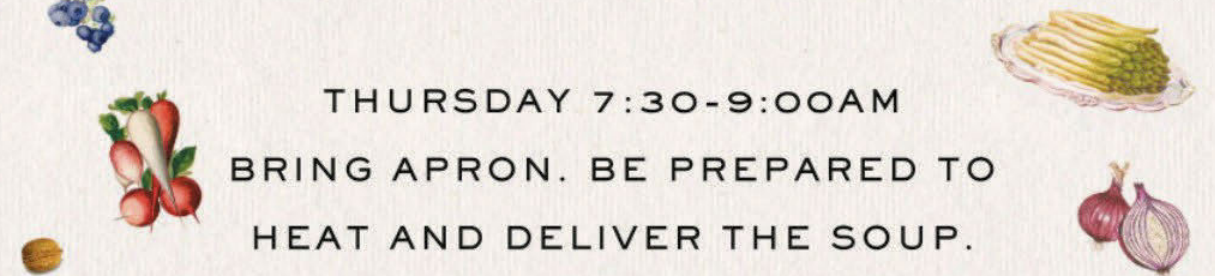 THURSDAY 7:30-9:00AM
BRING APRON. BE PREPARED TO
HEAT AND DELIVER THE SOUP.